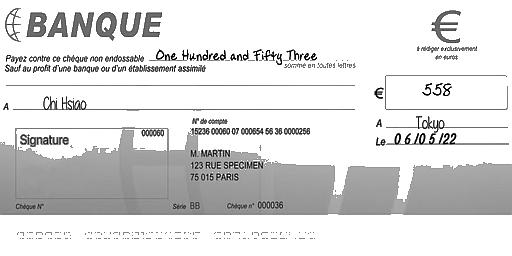 BANQUE €
à rédiger exclusivement
en euros
Payez contre ce chèque non endossable One Hundred and Fifty Three
Sauf au profit d'une banque ou d'un établissement assimilé somme en toutes lettres
€ 558
A Chi Hsiao
A Tokyo
Le 06/05/22
Signature 000060
N° de compte
15236 00060 07 000654 56 36 0000256
M. MARTIN
123 RUE SPECIMEN
75 015 PARIS
Chèque N° Série BB Chèque n° 000036